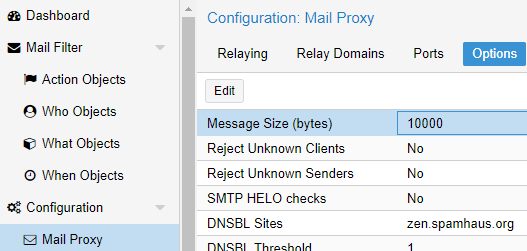 Dashboard
Mail Filter
Action Objects
Who Objects
What Objects
When Objects
Configuration
Mail Proxy
Configuration: Mail Proxy
Relaying Relay Domains Ports Options
Edit
Message Size (bytes) 10000
Reject Unknown Clients No
Reject Unknown Senders No
SMTP HELO checks No
DNSBL Sites zen.spamhaus.org
DNSBL Threshold 1